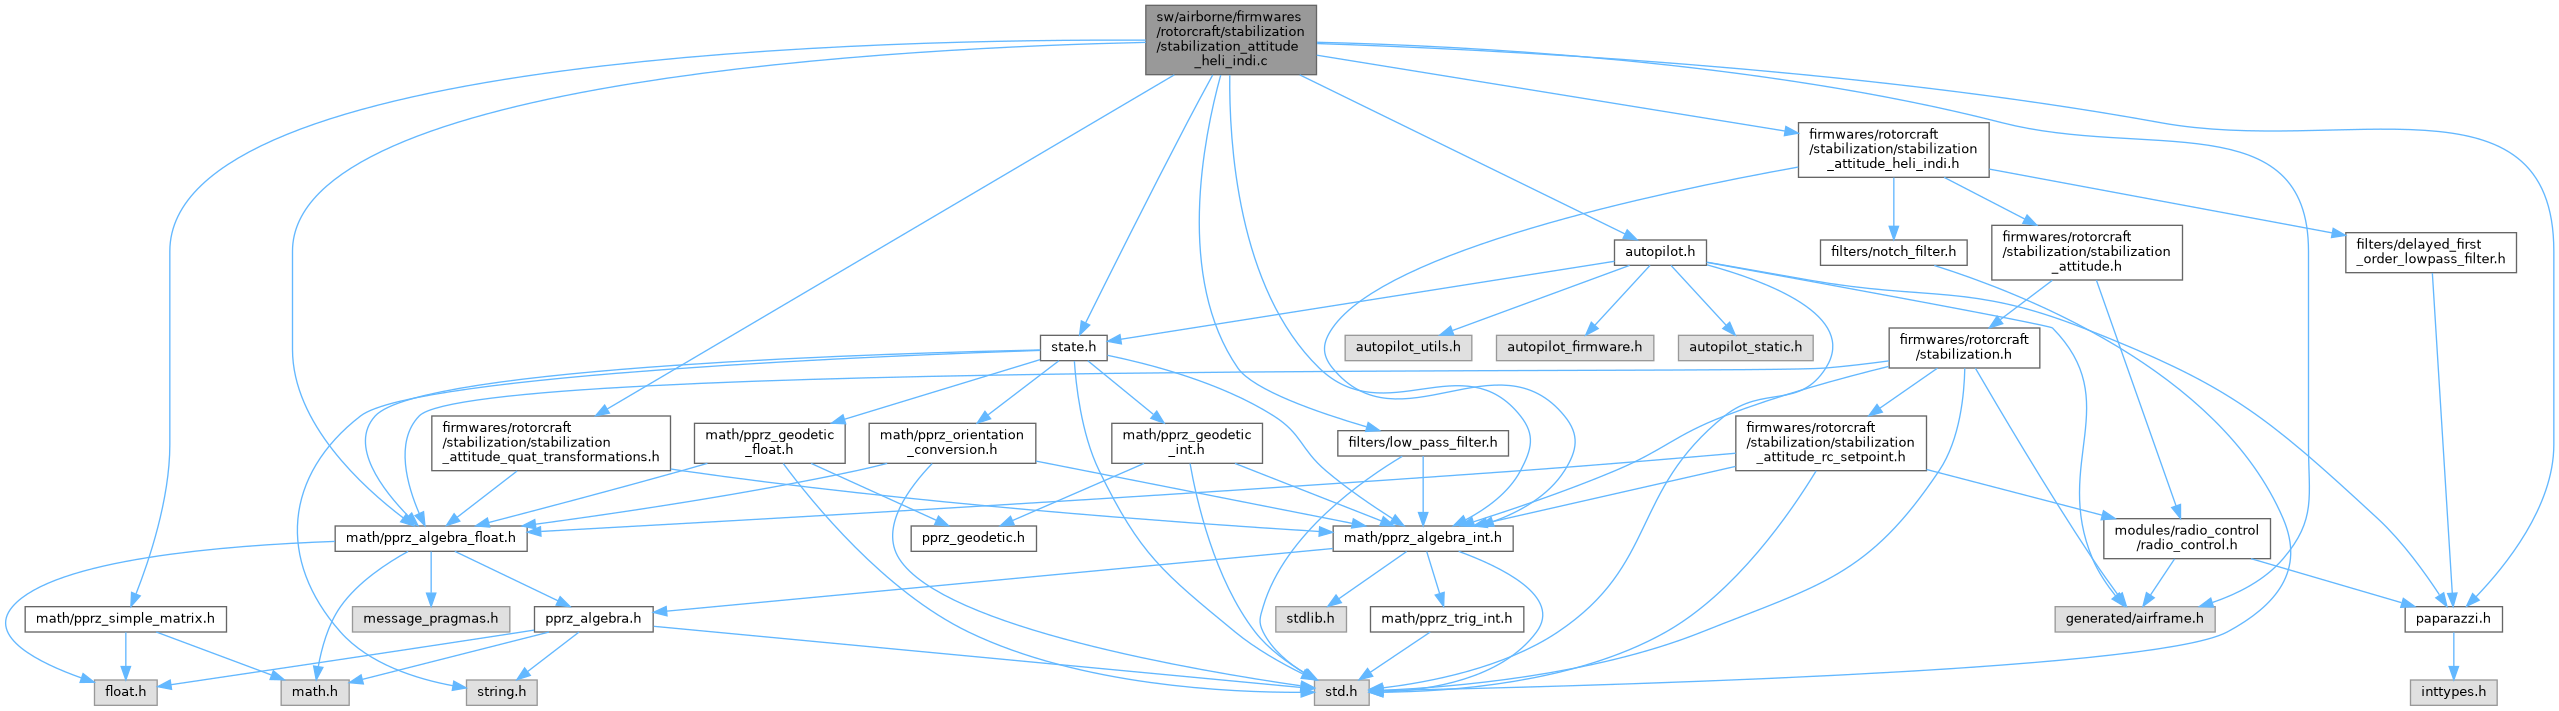 sw/airborne/firmwares
/rotorcraft/stabilization
/stabilization_attitude
_heli_indi.c
firmwares/rotorcraft
/stabilization/stabilization
_attitude_heli_indi.h
autopilot.h
filters/notch_filter.h
firmwares/rotorcraft
/stabilization/stabilization
_attitude.h
filters/delayed_first
_order_lowpass_filter.h
state.h
autopilot_utils.h
autopilot_firmware.h
autopilot_static.h
firmwares/rotorcraft
/stabilization.h
firmwares/rotorcraft
/stabilization/stabilization
_attitude_quat_transformations.h
math/pprz_geodetic
_float.h
math/pprz_orientation
_conversion.h
math/pprz_geodetic
_int.h
filters/low_pass_filter.h
firmwares/rotorcraft
/stabilization/stabilization
_attitude_rc_setpoint.h
math/pprz_algebra_float.h
pprz_geodetic.h
math/pprz_algebra_int.h
modules/radio_control
/radio_control.h
math/pprz_simple_matrix.h
message_pragmas.h
pprz_algebra.h
stdlib.h
math/pprz_trig_int.h
generated/airframe.h
paparazzi.h
float.h
math.h
string.h
std.h
inttypes.h